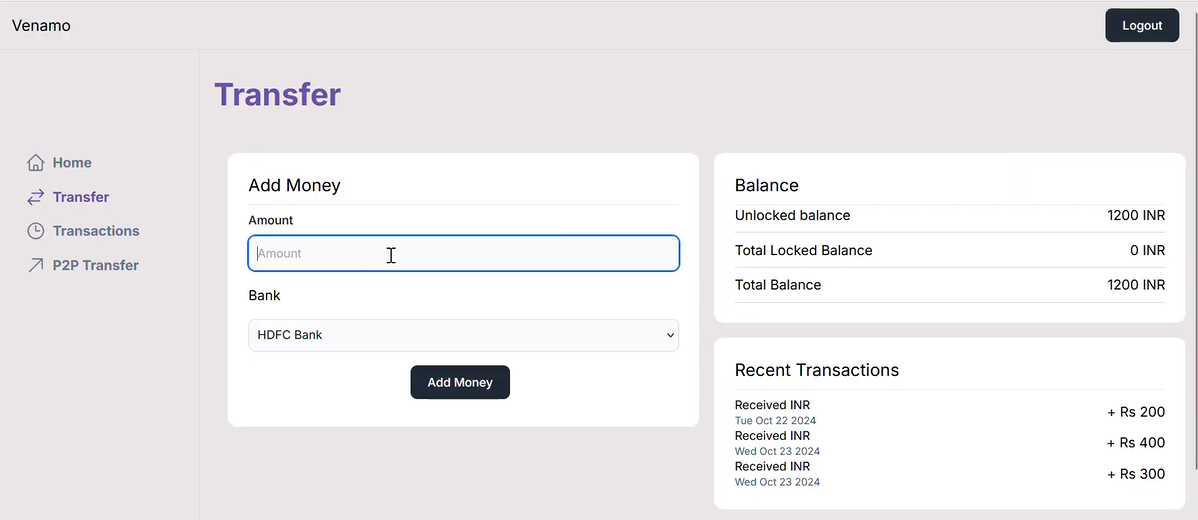 Venamo
Logout
Transfer
Home
Transfer
Transactions
P2P Transfer
Add Money
Amount
Amount
Bank
HDFC Bank
Add Money
Balance
Unlocked balance 1200 INR
Total Locked Balance 0 INR
Total Balance 1200 INR
Recent Transactions
Received INR
Tue Oct 22 2024
+ Rs 200
Received INR
Wed Oct 23 2024
+ Rs 400
Received INR
Wed Oct 23 2024
+ Rs 300